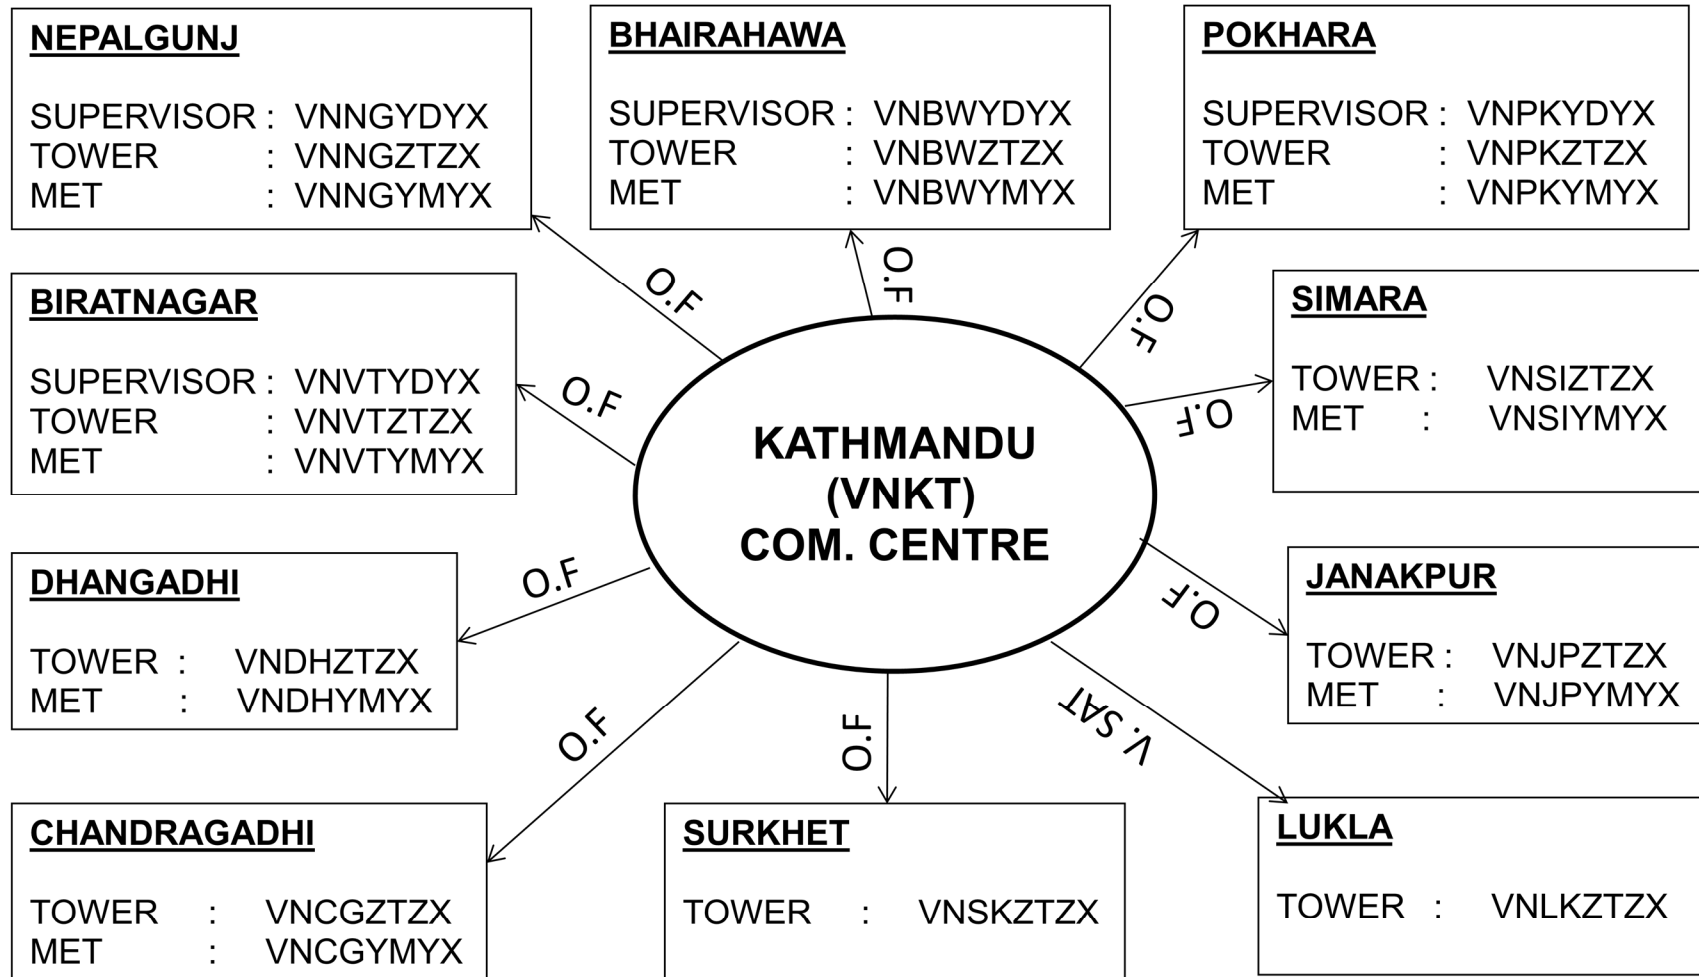 NEPALGUNJ
SUPERVISOR : VNNGYDYX
TOWER : VNNGZTZX
MET : VNNGYMYX
BHAIRAHAWA
SUPERVISOR : VNBWYDYX
TOWER : VNBWZTZX
MET : VNBWYMYX
POKHARA
SUPERVISOR : VNPKYDYX
TOWER : VNPKZTZX
MET : VNPKYMYX
O.F
O.F
O.F
BIRATNAGAR
SUPERVISOR : VNVTYDYX
TOWER : VNVTZTZX
MET : VNVTYMYX
O.F
KATHMANDU
(VNKT)
COM. CENTRE
O.F
SIMARA
TOWER : VNSIZTZX
MET : VNSIYMYX
DHANGADHI
TOWER : VNDHZTZX
MET : VNDHYMYX
O.F
O.F
JANAKPUR
TOWER : VNJPZTZX
MET : VNJPYMYX
O.F
O.F
V. SAT
CHANDRAGADHI
TOWER : VNCGZTZX
MET : VNCGYMYX
SURKHET
TOWER : VNSKZTZX
LUKLA
TOWER : VNLKZTZX